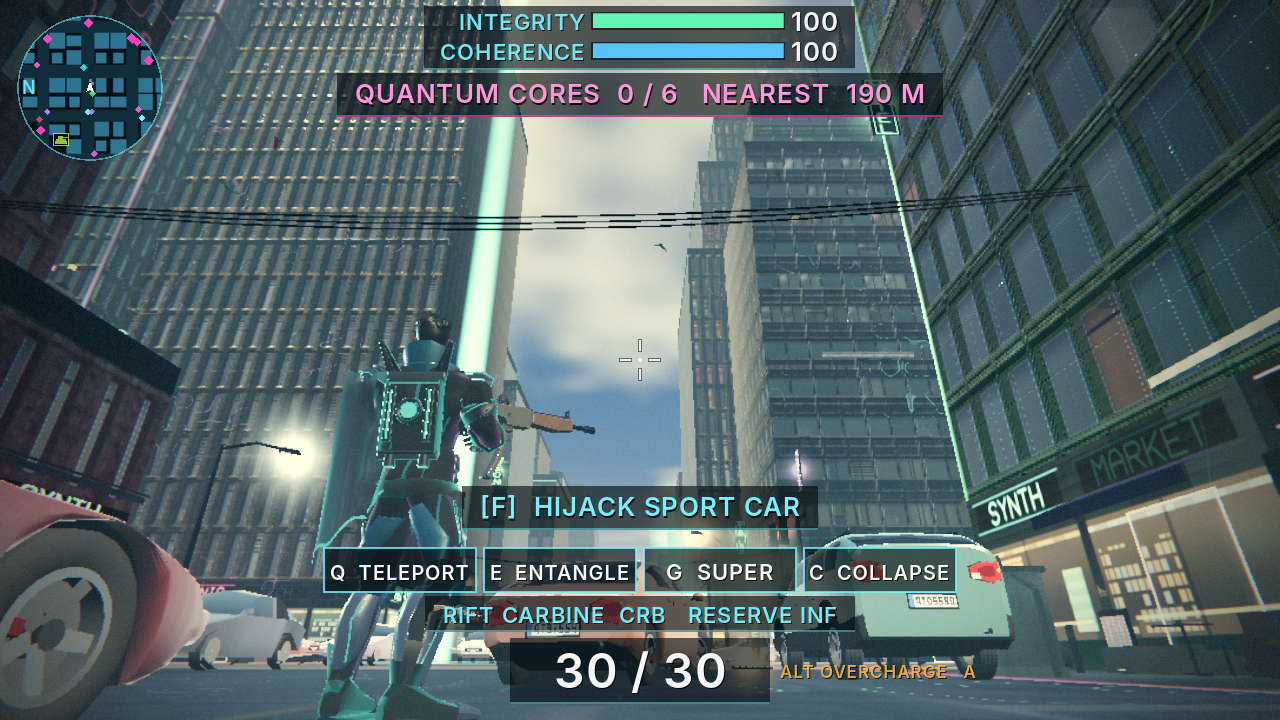 INTEGRITY 100
COHERENCE 100
QUANTUM CORES 0 / 6 NEAREST 190 M
N
E
MARKET
SYNTH
SYNTH
[F] HIJACK SPORT CAR
Q TELEPORT
E ENTANGLE
G SUPER
C COLLAPSE
RIFT CARBINE CRB RESERVE INF
30 / 30
ALT OVERCHARGE A